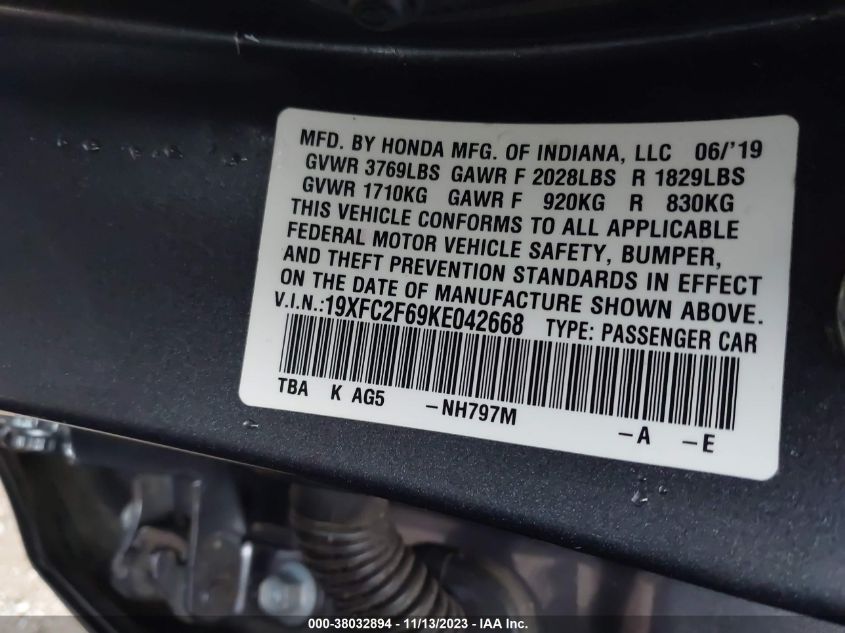 MFD. BY HONDA MFG. OF INDIANA, LLC 06/'19
GVWR 3769LBS GAWR F 2028LBS R 1829LBS
GVWR 1710KG GAWR F 920KG R 830KG
THIS VEHICLE CONFORMS TO ALL APPLICABLE
FEDERAL MOTOR VEHICLE SAFETY, BUMPER,
AND THEFT PREVENTION STANDARDS IN EFFECT
ON THE DATE OF MANUFACTURE SHOWN ABOVE.
V.I.N.:19XFC2F69KE042668 TYPE: PASSENGER CAR
TBA K AG5 -NH797M -A -E
000-38032894 - 11/13/2023 - IAA Inc.